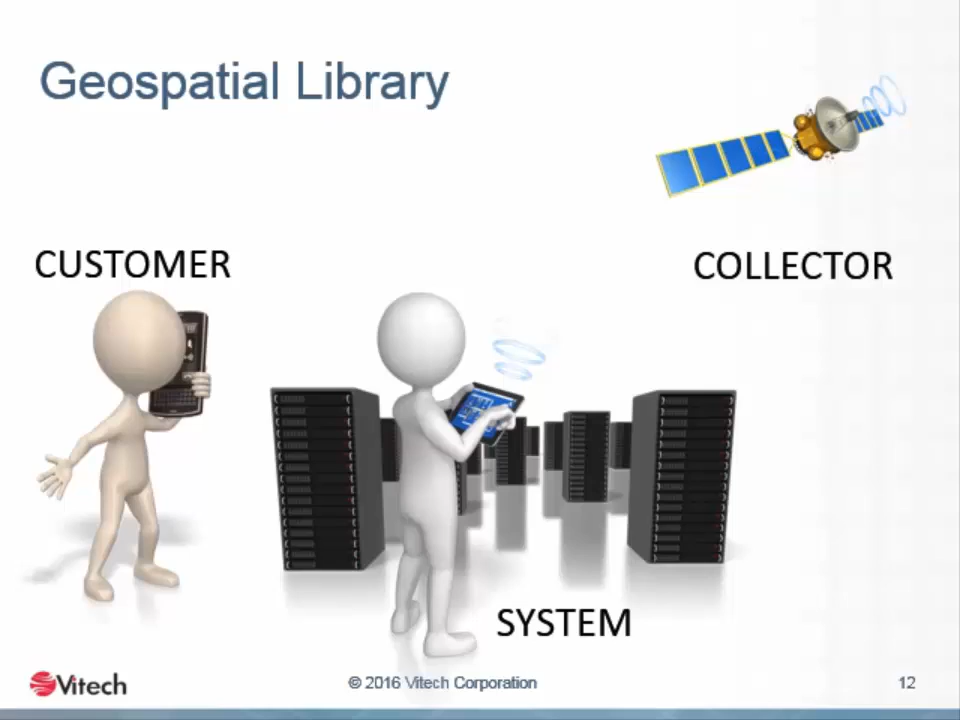 Geospatial Library
CUSTOMER
COLLECTOR
SYSTEM
Vitech
© 2016 Vitech Corporation
12